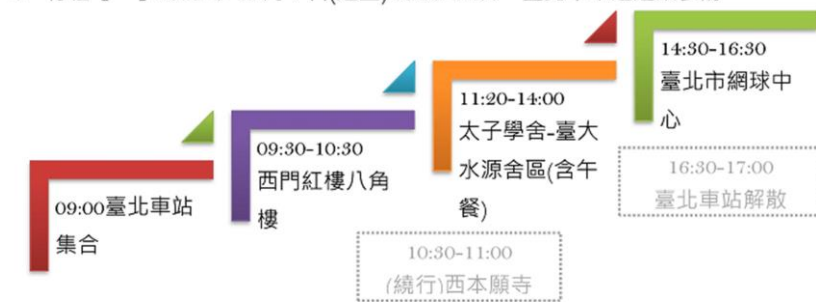 09:00臺北車站
集合
09:30-10:30
西門紅樓八角
樓
10:30-11:00
(繞行)西本願寺
11:20-14:00
太子學舍-臺大
水源舍區(含午
餐)
14:30-16:30
臺北市網球中
心
16:30-17:00
臺北車站解散